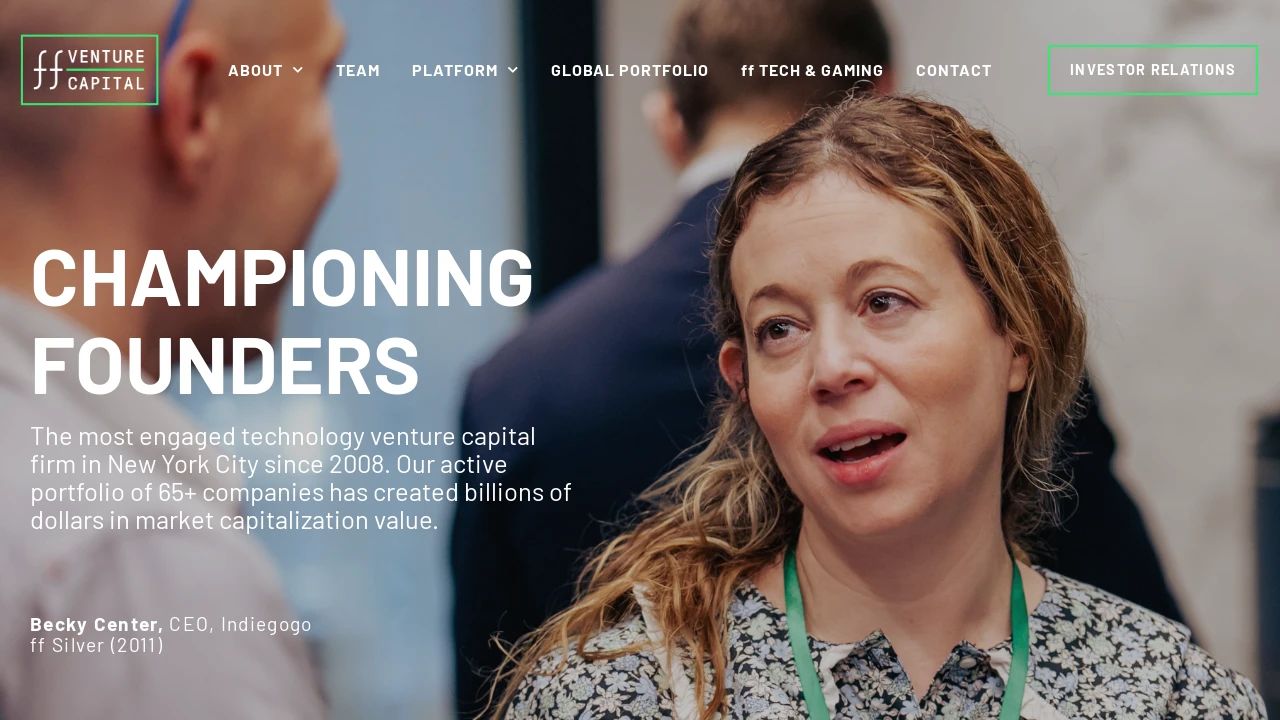 ff VENTURE
CAPITAL
ABOUT
TEAM
PLATFORM
GLOBAL PORTFOLIO
ff TECH & GAMING
CONTACT
INVESTOR RELATIONS
CHAMPIONING
FOUNDERS
The most engaged technology venture capital
firm in New York City since 2008. Our active
portfolio of 65+ companies has created billions of
dollars in market capitalization value.
Becky Center, CEO, Indiegogo
ff Silver (2011)